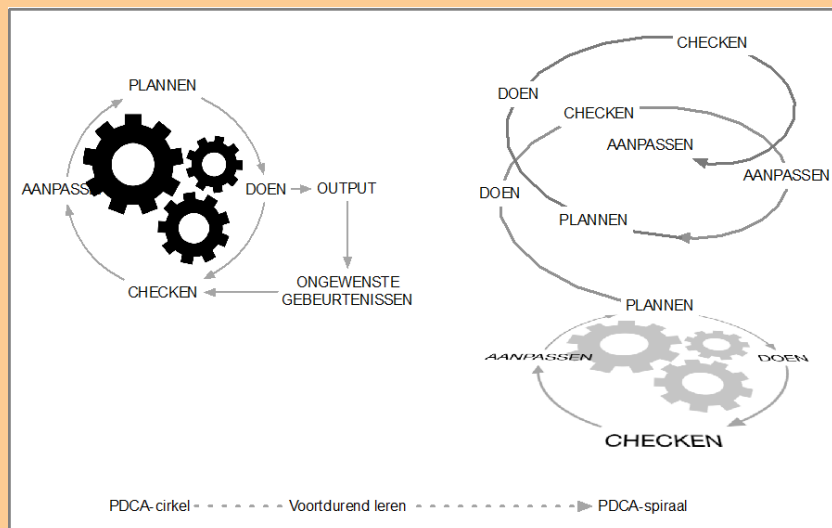 PLANNEN
AANPASSEN
DOEN
OUTPUT
CHECKEN
ONGEWENSTE
GEBEURTENISSEN
CHECKEN
DOEN
CHECKEN
AANPASSEN
AANPASSEN
DOEN
PLANNEN
PLANNEN
AANPASSEN
DOEN
CHECKEN
PDCA-cirkel
Voortdurend leren
PDCA-spiraal